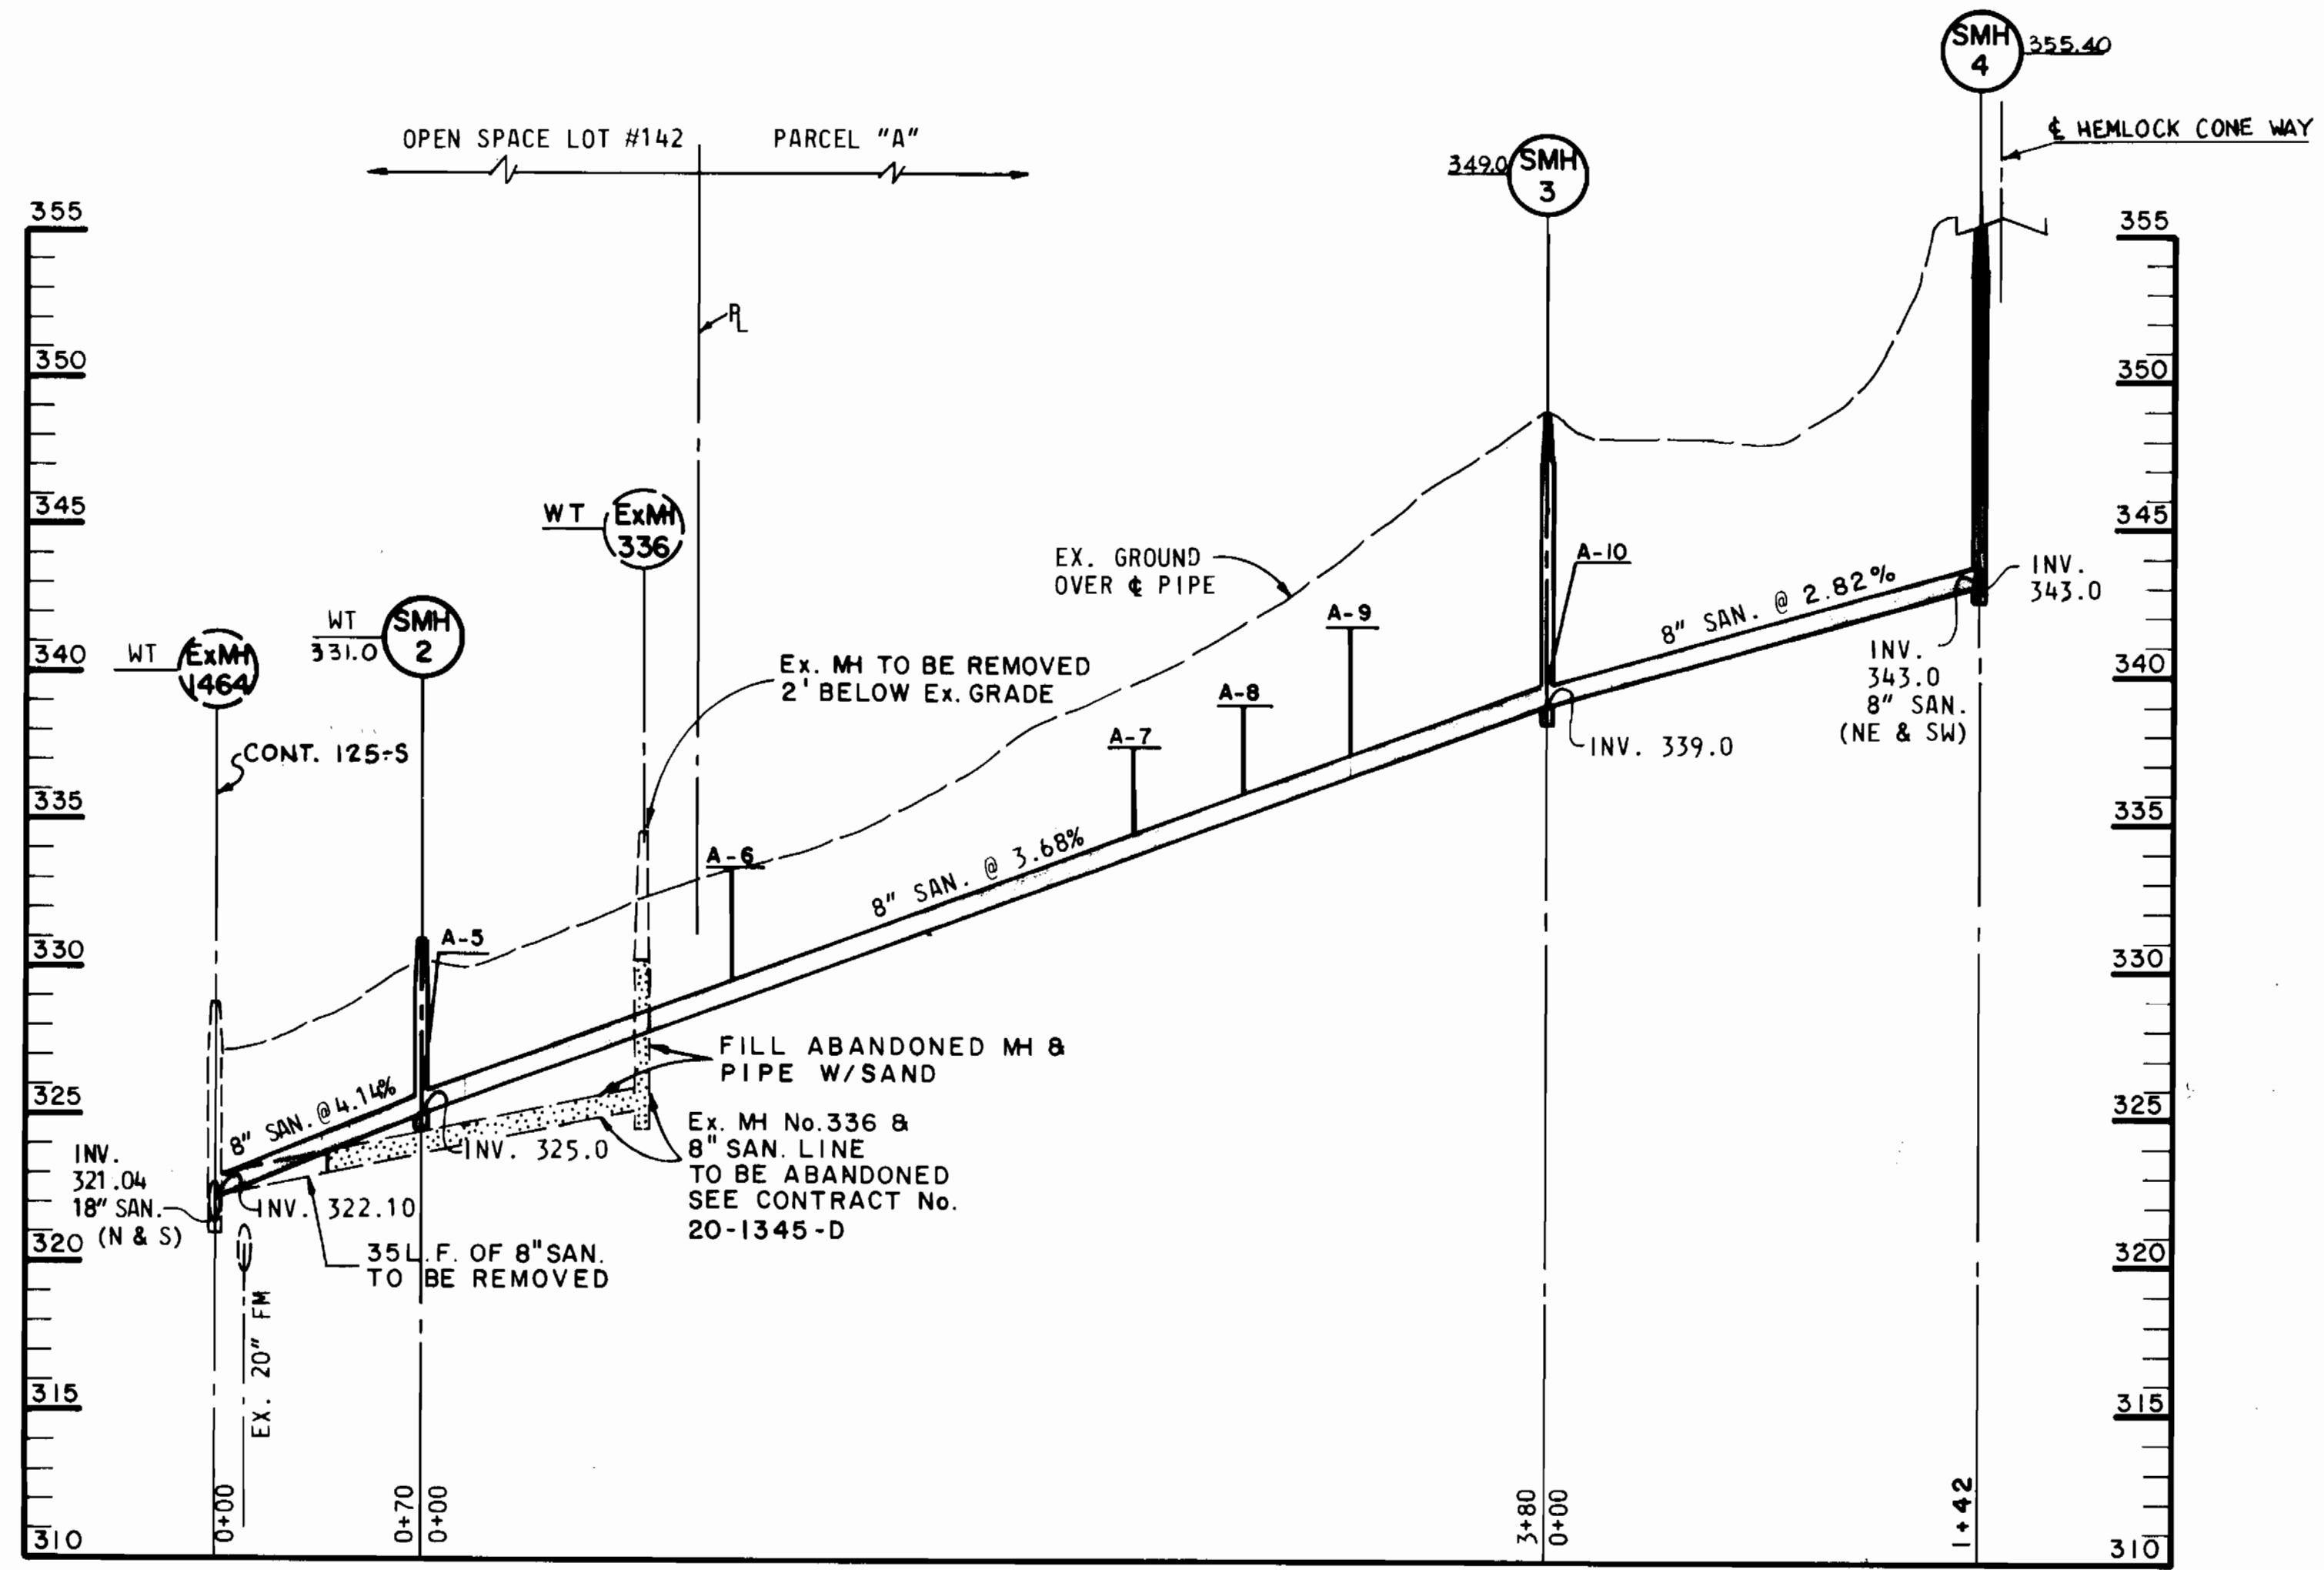 SMH
4
355.40
℄ HEMLOCK CONE WAY
OPEN SPACE LOT #142
PARCEL "A"
349.0
SMH
3
355
355
PL
350
350
WT
ExMH
336
345
345
EX. GROUND
OVER ℄ PIPE
A-10
8" SAN. @ 2.82%
INV.
343.0
WT
331.0
SMH
2
A-9
WT
ExMH
1464
340
340
Ex. MH TO BE REMOVED
2' BELOW Ex. GRADE
INV.
343.0
8" SAN.
(NE & SW)
A-8
A-7
INV. 339.0
CONT. 125-S
335
335
A-6
8" SAN. @ 3.68%
330
330
A-5
FILL ABANDONED MH &
PIPE W/SAND
8" SAN. @ 4.14%
325
325
Ex. MH No.336 &
8" SAN. LINE
TO BE ABANDONED
SEE CONTRACT No.
20-1345-D
INV. 325.0
INV.
321.04
18" SAN.
(N & S)
INV. 322.10
320
320
35 L.F. OF 8" SAN.
TO BE REMOVED
EX. 20" FM
315
315
0+00
0+70
0+00
3+80
0+00
1+42
310
310